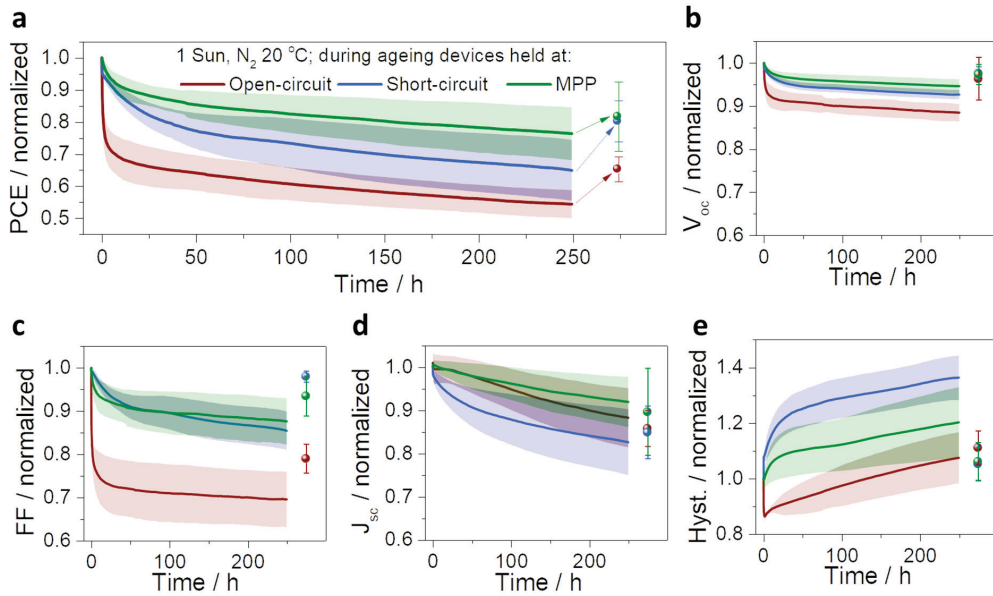 a
PCE / normalized
1.0
0.9
0.8
0.7
0.6
0.5
1 Sun, N₂ 20 °C; during ageing devices held at:
Open-circuit Short-circuit MPP
0 50 100 150 200 250
Time / h
b
V_oc / normalized
1.0
0.9
0.8
0.7
0.6
0 100 200
Time / h
c
FF / normalized
1.0
0.9
0.8
0.7
0.6
0 100 200
Time / h
d
J_sc / normalized
1.0
0.9
0.8
0.7
0.6
0 100 200
Time / h
e
Hyst. / normalized
1.4
1.2
1.0
0.8
0 100 200
Time / h